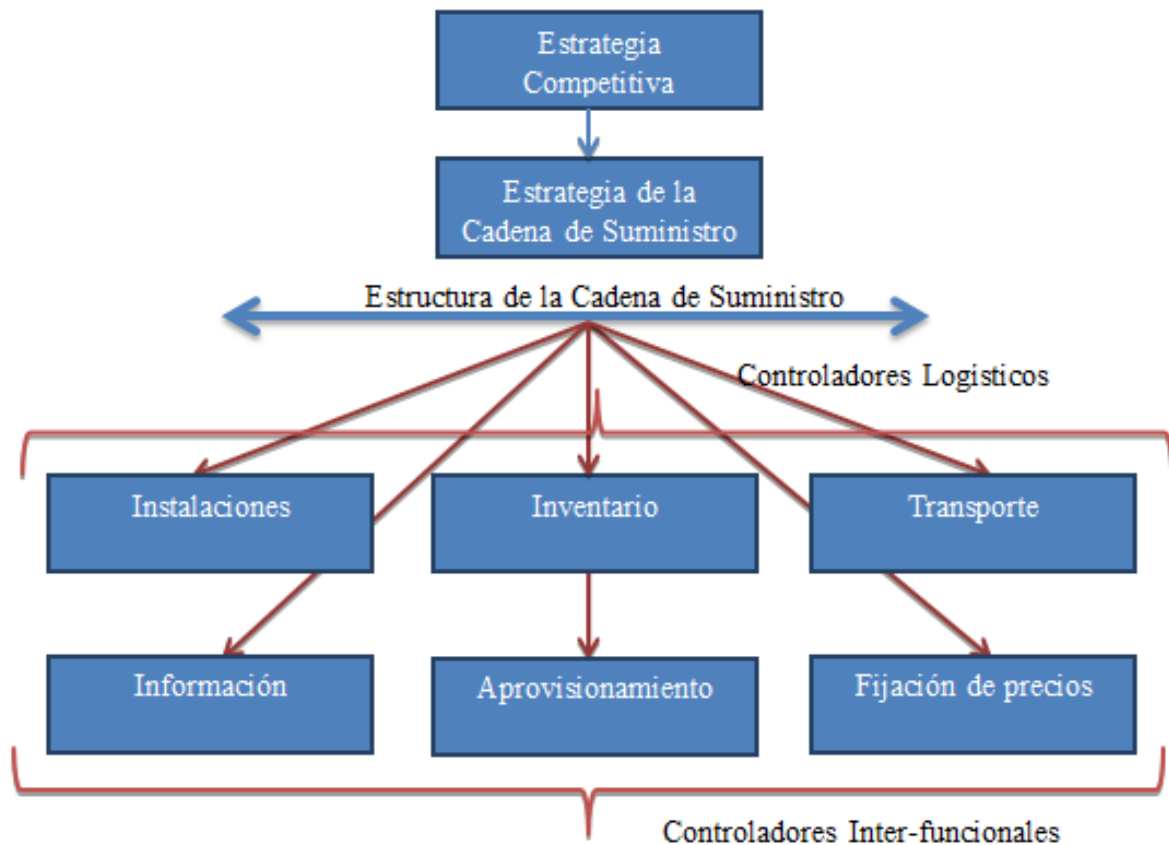 Estrategia
Competitiva
Estrategia de la
Cadena de Suministro
Estructura de la Cadena de Suministro
Controladores Logísticos
Instalaciones
Inventario
Transporte
Información
Aprovisionamiento
Fijación de precios
Controladores Inter-funcionales